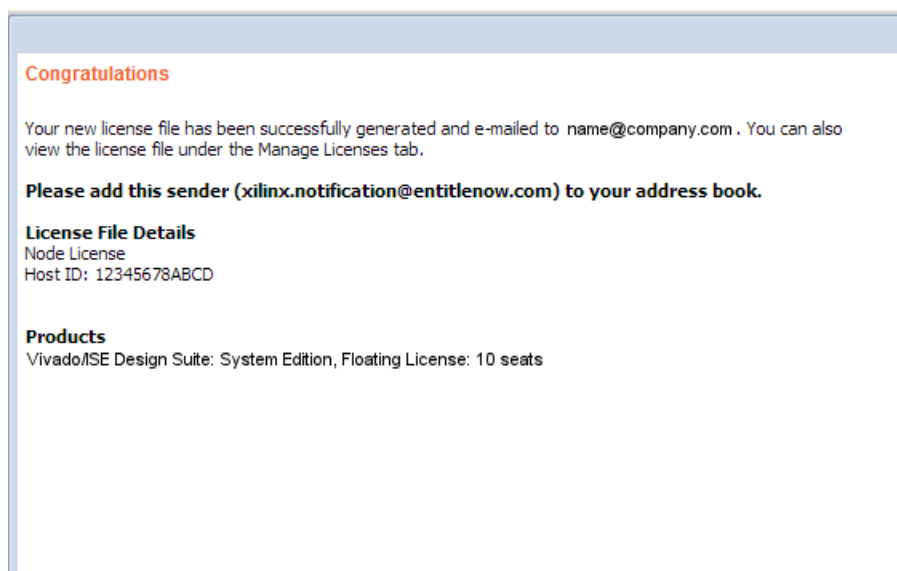 Congratulations
Your new license file has been successfully generated and e-mailed to name@company.com . You can also
view the license file under the Manage Licenses tab.
Please add this sender (xilinx.notification@entitlenow.com) to your address book.
License File Details
Node License
Host ID: 12345678ABCD
Products
Vivado/ISE Design Suite: System Edition, Floating License: 10 seats